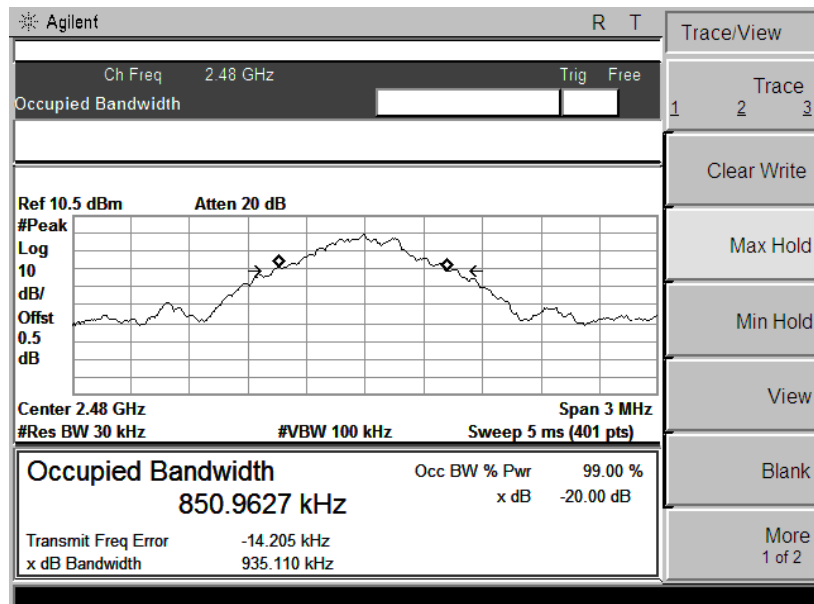 Agilent R T
Ch Freq 2.48 GHz Trig Free
Occupied Bandwidth
Ref 10.5 dBm Atten 20 dB
#Peak
Log
10
dB/
Offst
0.5
dB
Center 2.48 GHz Span 3 MHz
#Res BW 30 kHz #VBW 100 kHz Sweep 5 ms (401 pts)
Occupied Bandwidth
850.9627 kHz
Occ BW % Pwr 99.00 %
x dB -20.00 dB
Transmit Freq Error -14.205 kHz
x dB Bandwidth 935.110 kHz
Trace/View
Trace
1 2 3
Clear Write
Max Hold
Min Hold
View
Blank
More
1 of 2